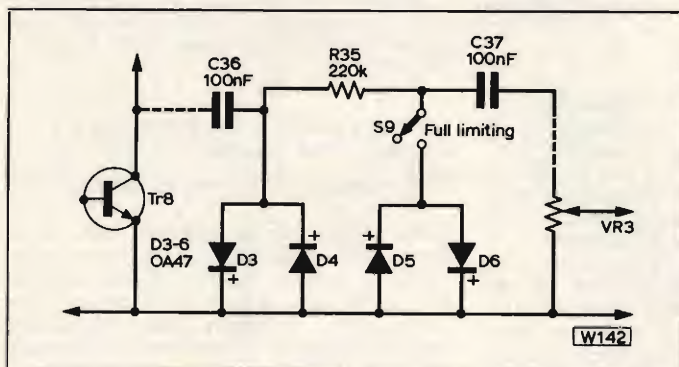 C36
100nF
R35
220k
C37
100nF
S9
Full limiting
Tr8
D3-6
OA47
D3
+
+
D4
+
D5
D6
+
VR3
W142